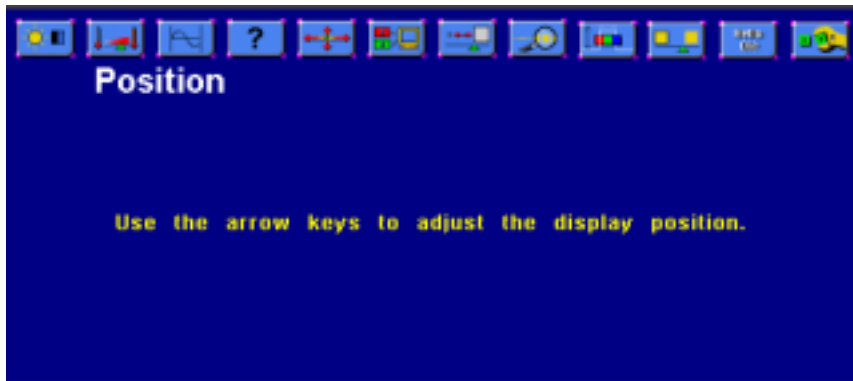 ?
Position
Use the arrow keys to adjust the display position.